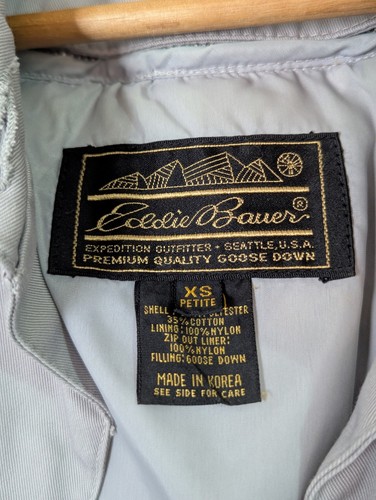 Eddie Bauer®
EXPEDITION OUTFITTER - SEATTLE, U.S.A.
PREMIUM QUALITY GOOSE DOWN
XS
PETITE
SHELL
35% COTTON
LINING: 100% NYLON
ZIP OUT LINER:
100% NYLON
FILLING: GOOSE DOWN
MADE IN KOREA
SEE SIDE FOR CARE